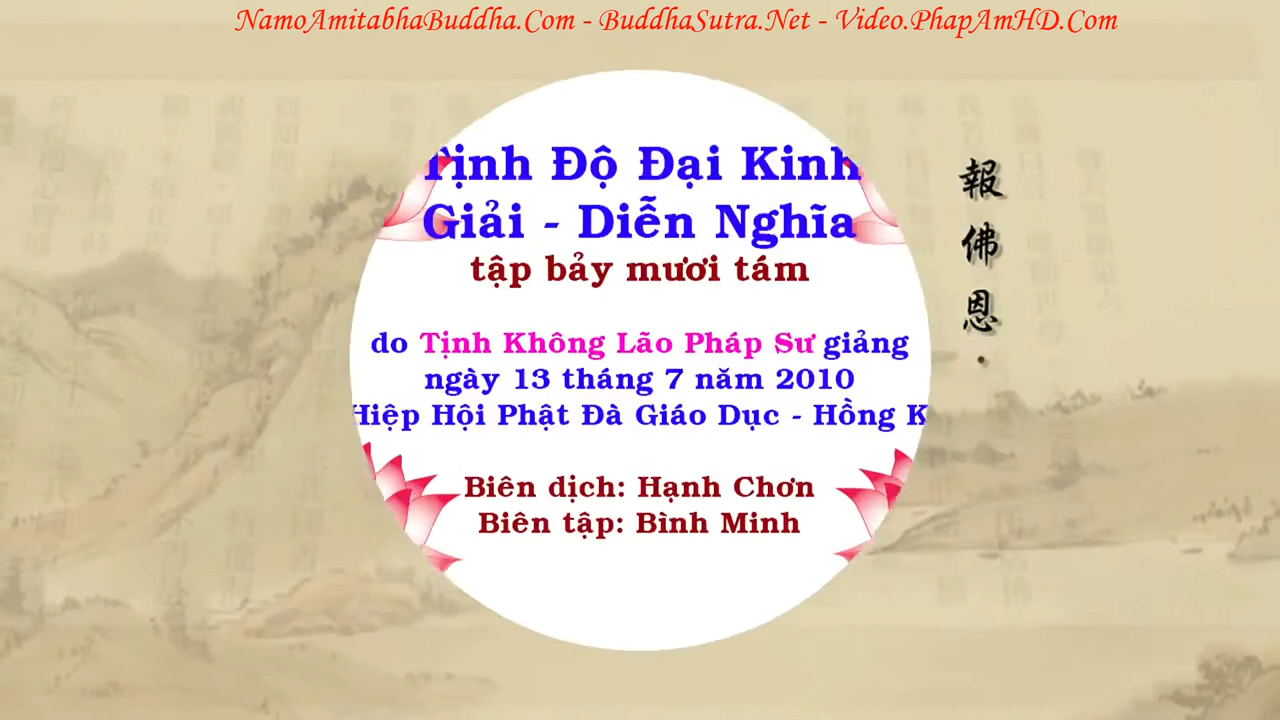 NamoAmitabhaBuddha.Com - BuddhaSutra.Net - Video.PhapAmHD.Com
Tịnh Độ Đại Kinh
Giải - Diễn Nghĩa
tập bảy mươi tám
do Tịnh Không Lão Pháp Sư giảng
ngày 13 tháng 7 năm 2010
Hiệp Hội Phật Đà Giáo Dục - Hồng K
Biên dịch: Hạnh Chơn
Biên tập: Bình Minh
報佛恩.